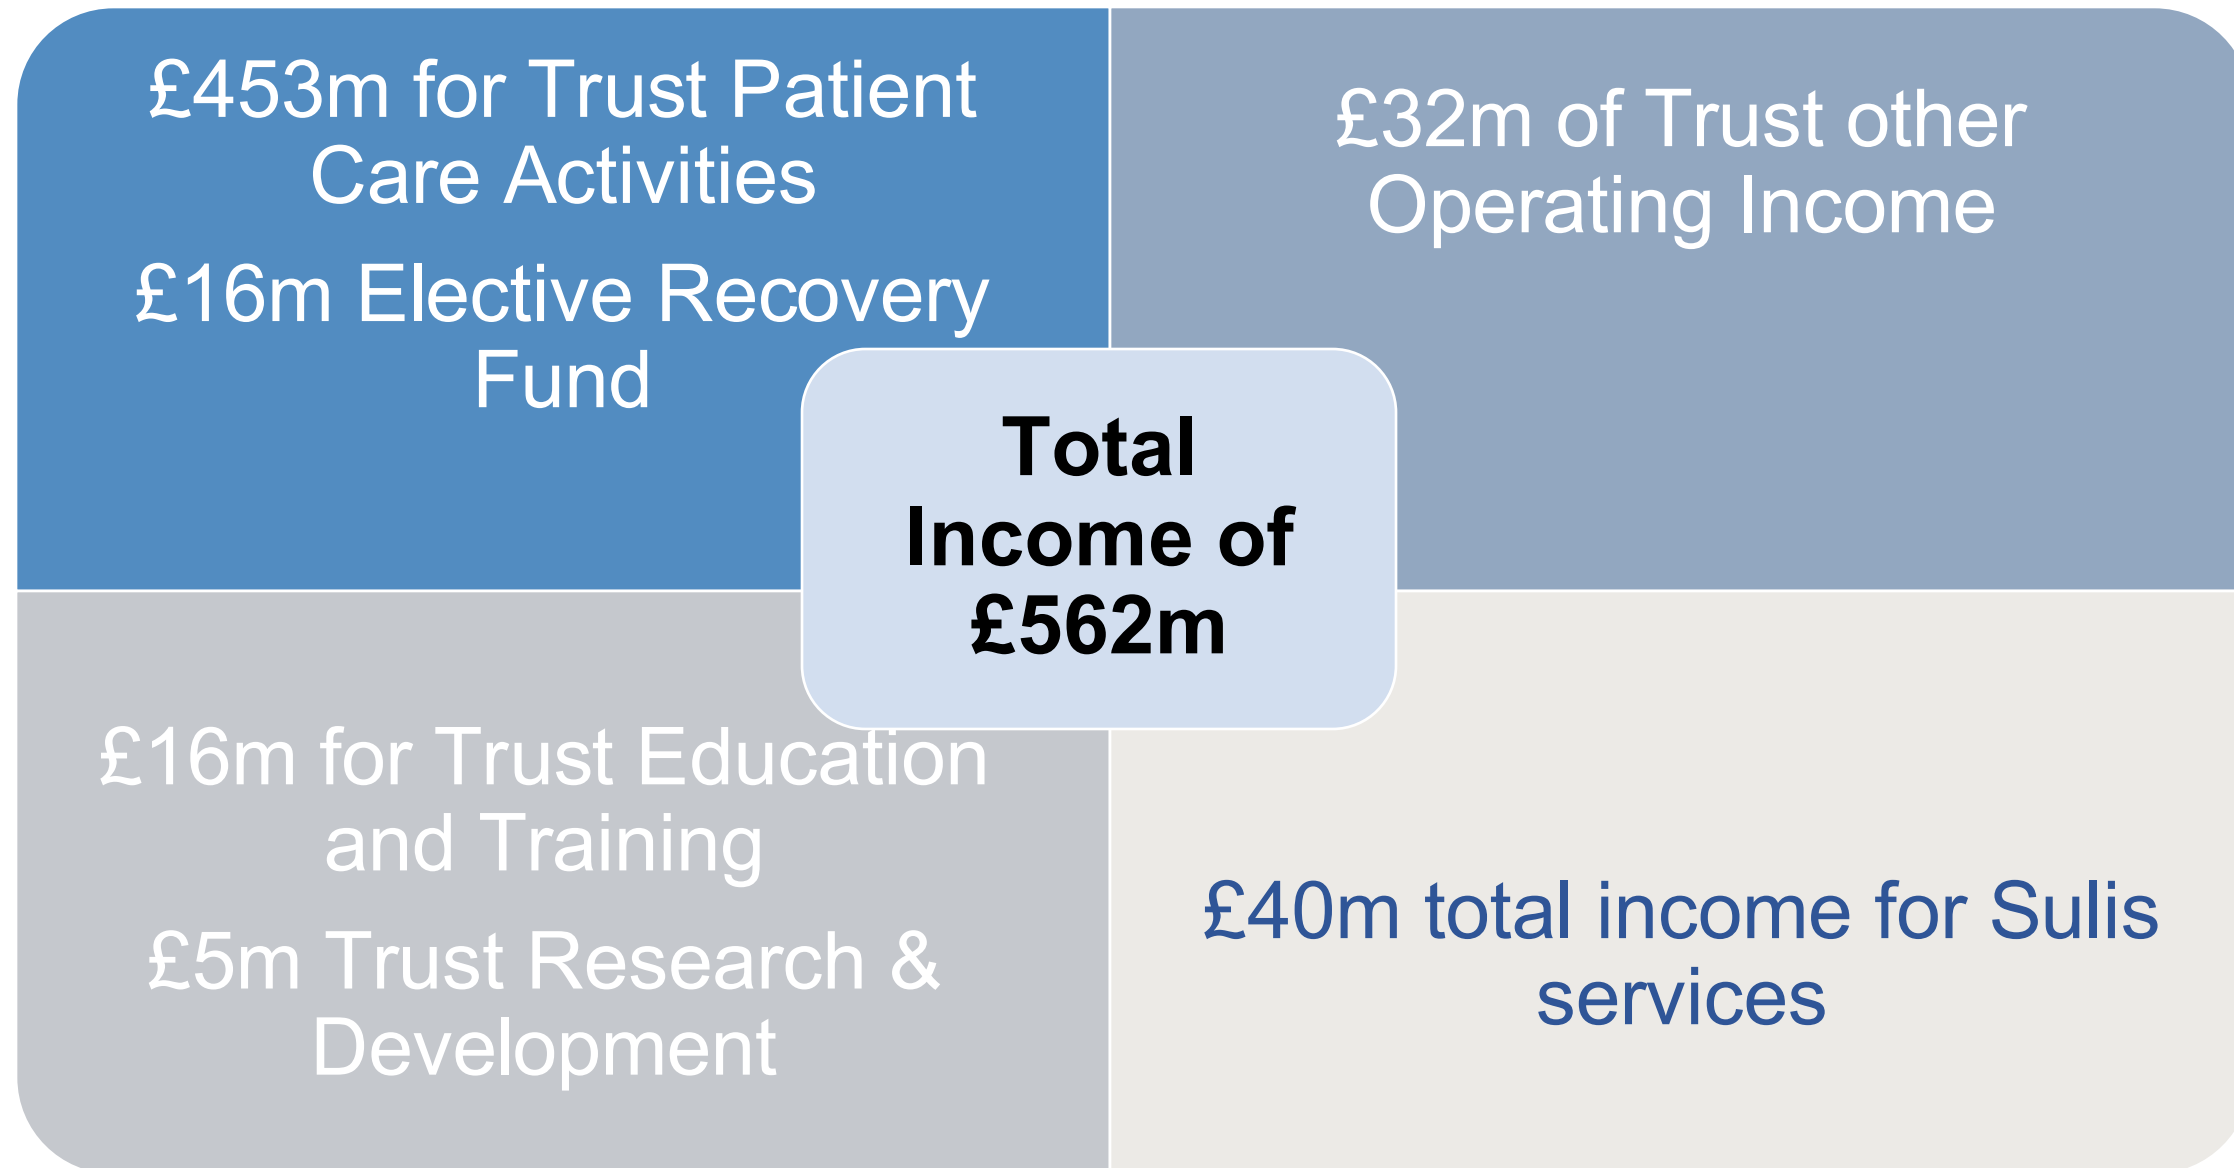 £453m for Trust Patient
Care Activities
£16m Elective Recovery
Fund
£32m of Trust other
Operating Income
Total
Income of
£562m
£16m for Trust Education
and Training
£5m Trust Research &
Development
£40m total income for Sulis
services